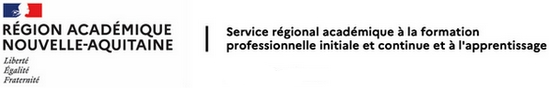 RÉGION ACADÉMIQUE
NOUVELLE-AQUITAINE
Liberté
Égalité
Fraternité
Service régional académique à la formation
professionnelle initiale et continue et à l'apprentissage